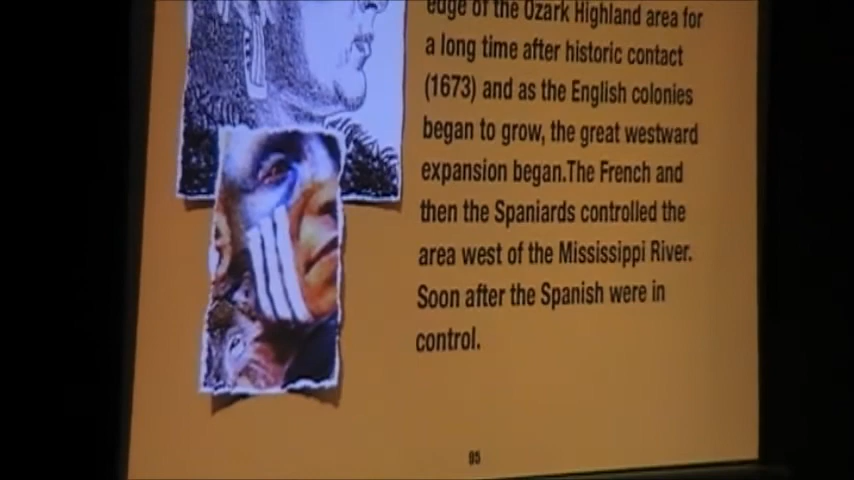 edge of the Ozark Highland area for
a long time after historic contact
(1673) and as the English colonies
began to grow, the great westward
expansion began.The French and
then the Spaniards controlled the
area west of the Mississippi River.
Soon after the Spanish were in
control.
95